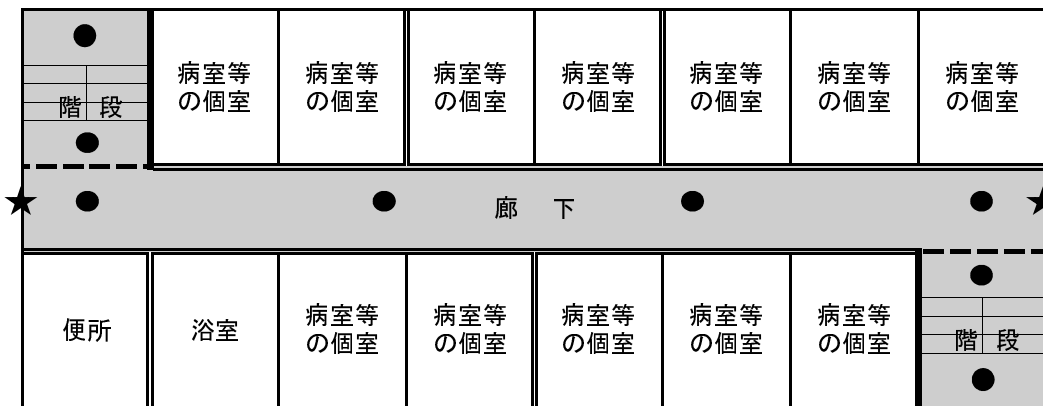 病室等
の個室
病室等
の個室
病室等
の個室
病室等
の個室
病室等
の個室
病室等
の個室
病室等
の個室
階 段
廊 下
便所
浴室
病室等
の個室
病室等
の個室
病室等
の個室
病室等
の個室
病室等
の個室
階 段